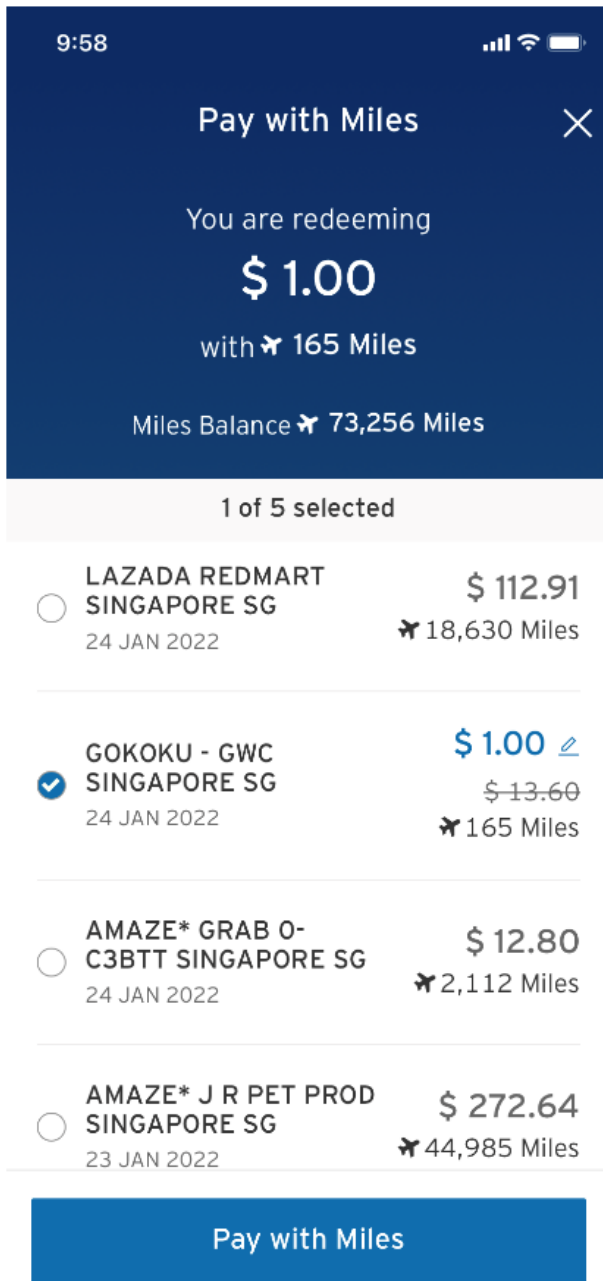 9:58
Pay with Miles
You are redeeming
$ 1.00
with 165 Miles
Miles Balance 73,256 Miles
1 of 5 selected
LAZADA REDMART
SINGAPORE SG
24 JAN 2022
$ 112.91
18,630 Miles
GOKOKU - GWC
SINGAPORE SG
24 JAN 2022
$ 1.00
$ 13.60
165 Miles
AMAZE* GRAB 0-
C3BTT SINGAPORE SG
24 JAN 2022
$ 12.80
2,112 Miles
AMAZE* J R PET PROD
SINGAPORE SG
23 JAN 2022
$ 272.64
44,985 Miles
Pay with Miles